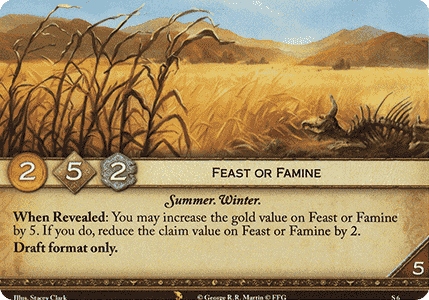 2 5 2 FEAST OR FAMINE
Summer. Winter.
When Revealed: You may increase the gold value on Feast or Famine
by 5. If you do, reduce the claim value on Feast or Famine by 2.
Draft format only.
5
Illus. Stacey Clark © George R.R. Martin © FFG S 6